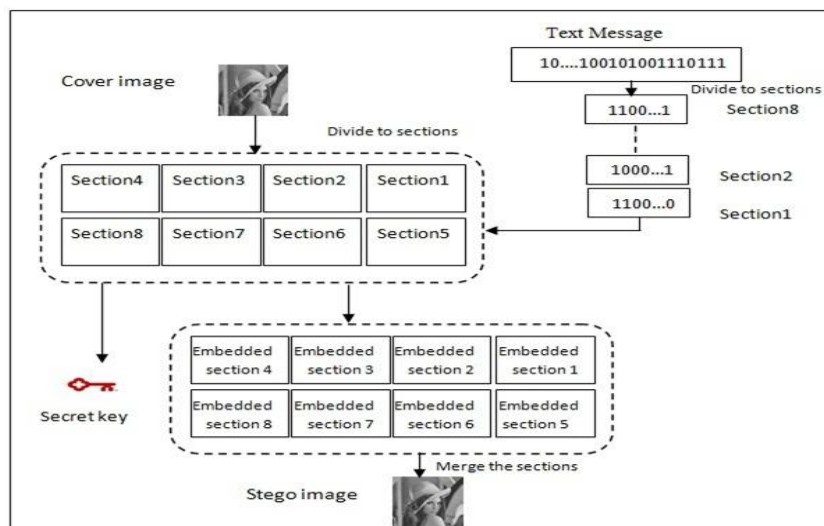 Text Message
10....100101001110111
Cover image
Divide to sections
Section8
1100...1
Divide to sections
1000...1
Section2
1100...0
Section1
Section4 Section3 Section2 Section1
Section8 Section7 Section6 Section5
Embedded section 4
Embedded section 3
Embedded section 2
Embedded section 1
Embedded section 8
Embedded section 7
Embedded section 6
Embedded section 5
Secret key
Merge the sections
Stego image